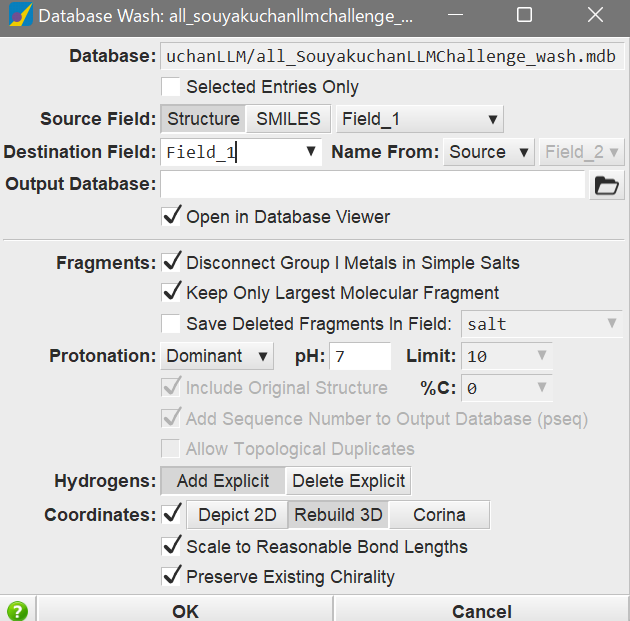 Database Wash: all_souyakuchanllmchallenge_...
Database: uchanLLM/all_SouyakuchanLLMChallenge_wash.mdb
Selected Entries Only
Source Field: Structure SMILES Field_1
Destination Field: Field_1 Name From: Source Field_2
Output Database:
Open in Database Viewer
Fragments: Disconnect Group I Metals in Simple Salts
Keep Only Largest Molecular Fragment
Save Deleted Fragments In Field: salt
Protonation: Dominant pH: 7 Limit: 10
Include Original Structure %C: 0
Add Sequence Number to Output Database (pseq)
Allow Topological Duplicates
Hydrogens: Add Explicit Delete Explicit
Coordinates: Depict 2D Rebuild 3D Corina
Scale to Reasonable Bond Lengths
Preserve Existing Chirality
? OK Cancel